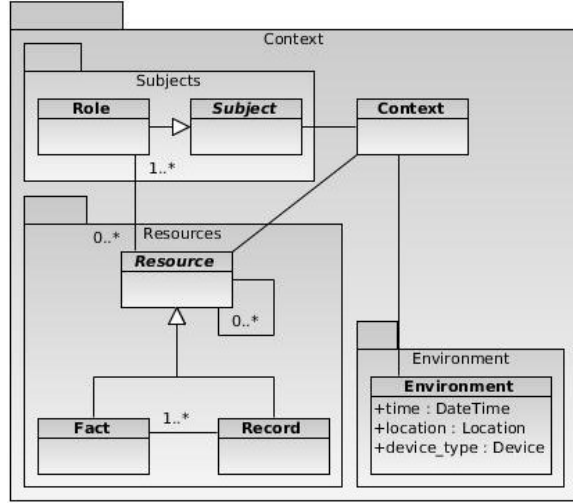 Context
Subjects
Role
Subject
Context
1..*
0..*
Resources
Resource
0..*
Environment
Environment
+time : DateTime
+location : Location
+device_type : Device
Fact
1..*
Record